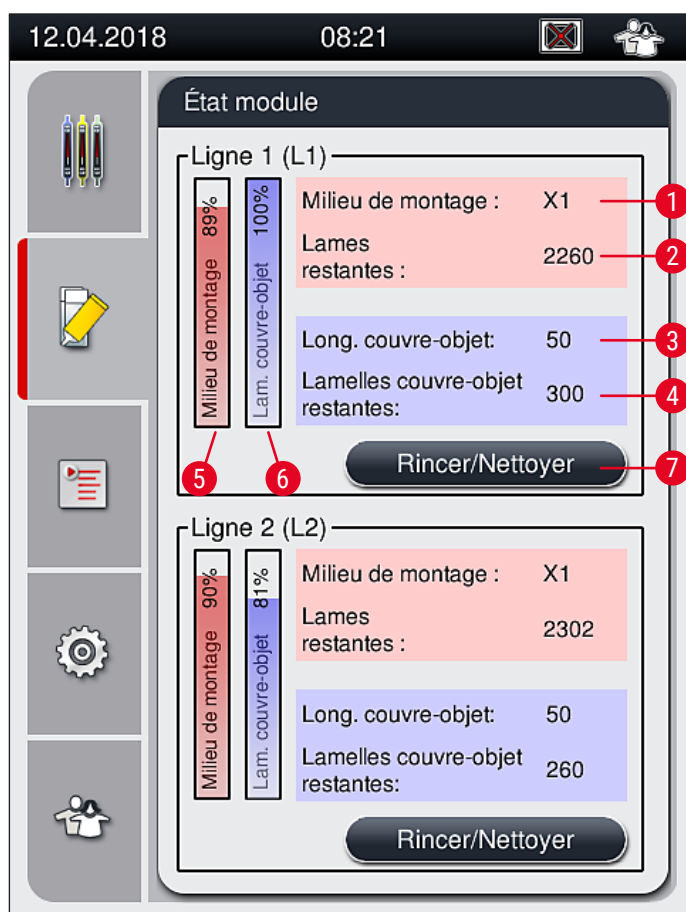 12.04.2018 08:21
État module
Ligne 1 (L1)
Milieu de montage 89%
Lam. couvre-objet 100%
Milieu de montage : X1 1
Lames
restantes : 2260 2
Long. couvre-objet: 50 3
Lamelles couvre-objet
restantes: 300 4
5 6
Rincer/Nettoyer 7
Ligne 2 (L2)
Milieu de montage 90%
Lam. couvre-objet 81%
Milieu de montage : X1
Lames
restantes : 2302
Long. couvre-objet: 50
Lamelles couvre-objet
restantes: 260
Rincer/Nettoyer